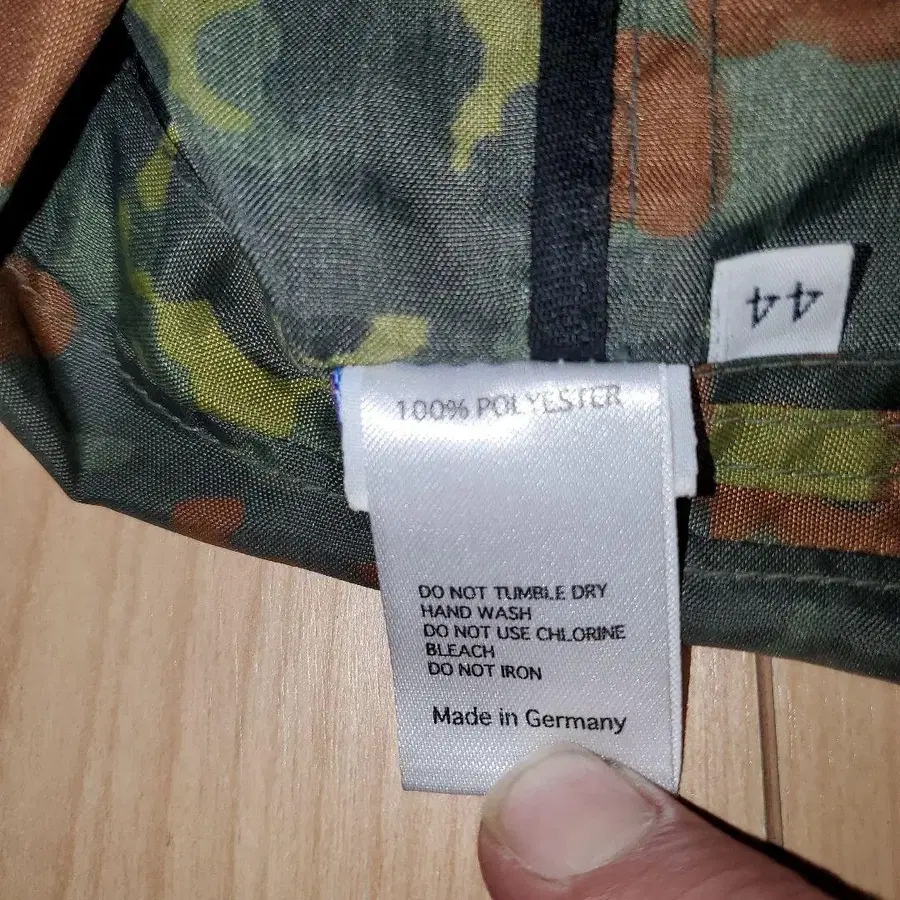 44
100% POLYESTER
DO NOT TUMBLE DRY
HAND WASH
DO NOT USE CHLORINE
BLEACH
DO NOT IRON
Made in Germany